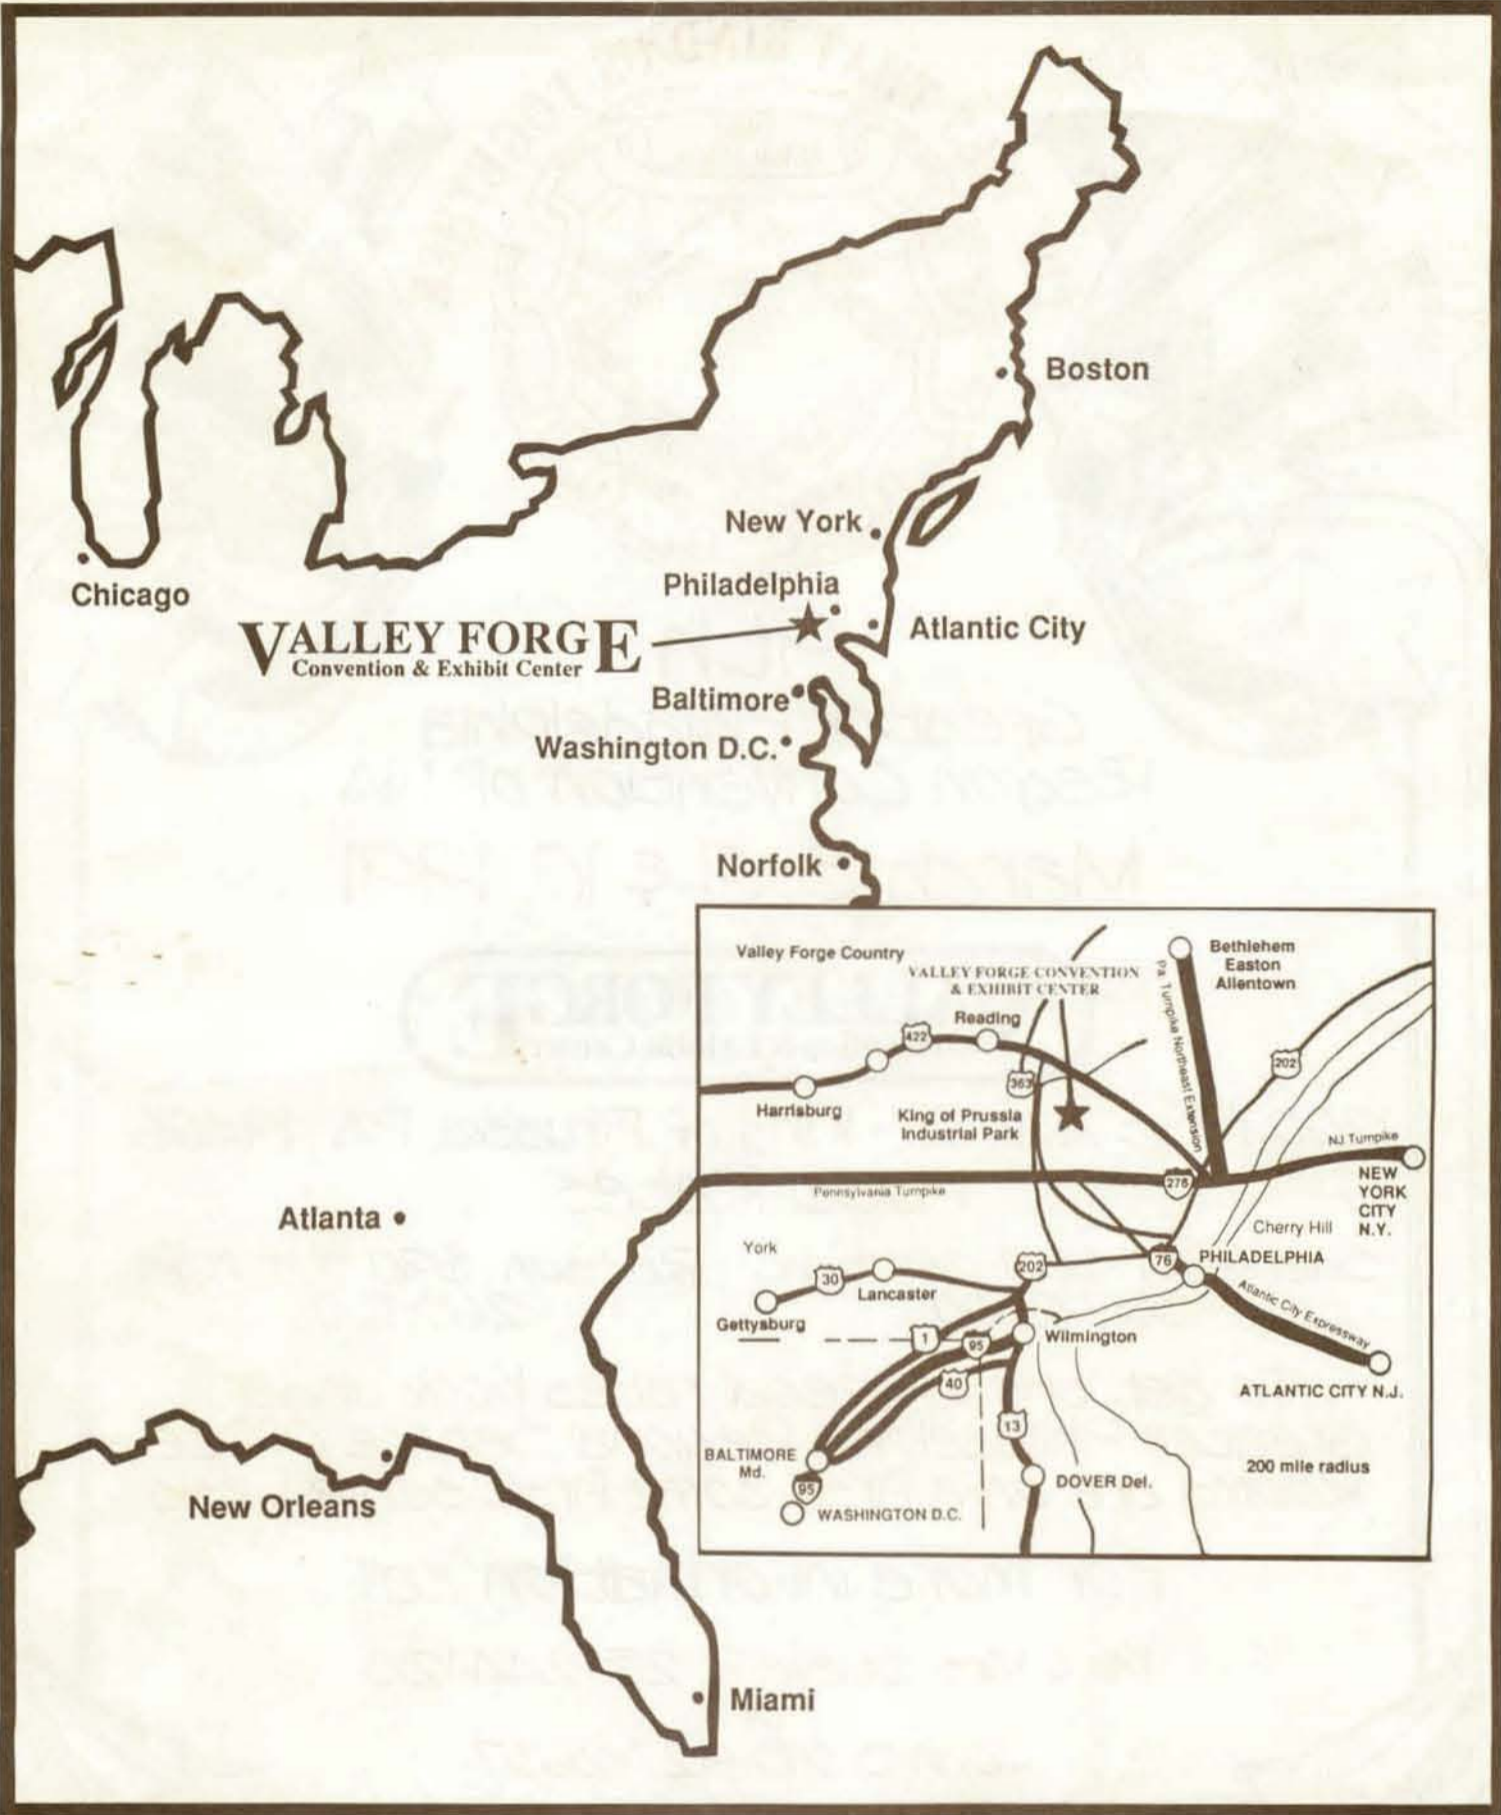 Boston
New York
Philadelphia
Chicago
VALLEY FORGE
Convention & Exhibit Center
Atlantic City
Baltimore
Washington D.C.
Norfolk
Valley Forge Country
VALLEY FORGE CONVENTION
& EXHIBIT CENTER
Bethlehem
Easton
Allentown
Pa. Turnpike Northeast Extension
Reading
422
202
363
Harrisburg
King of Prussia
Industrial Park
NJ Turnpike
276
Pennsylvania Turnpike
NEW
YORK
CITY
N.Y.
Cherry Hill
York
202
76
PHILADELPHIA
30
Lancaster
Atlantic City Expressway
Gettysburg
1
95
Wilmington
40
ATLANTIC CITY N.J.
13
BALTIMORE
Md.
200 mile radius
95
DOVER Del.
WASHINGTON D.C.
Atlanta
New Orleans
Miami